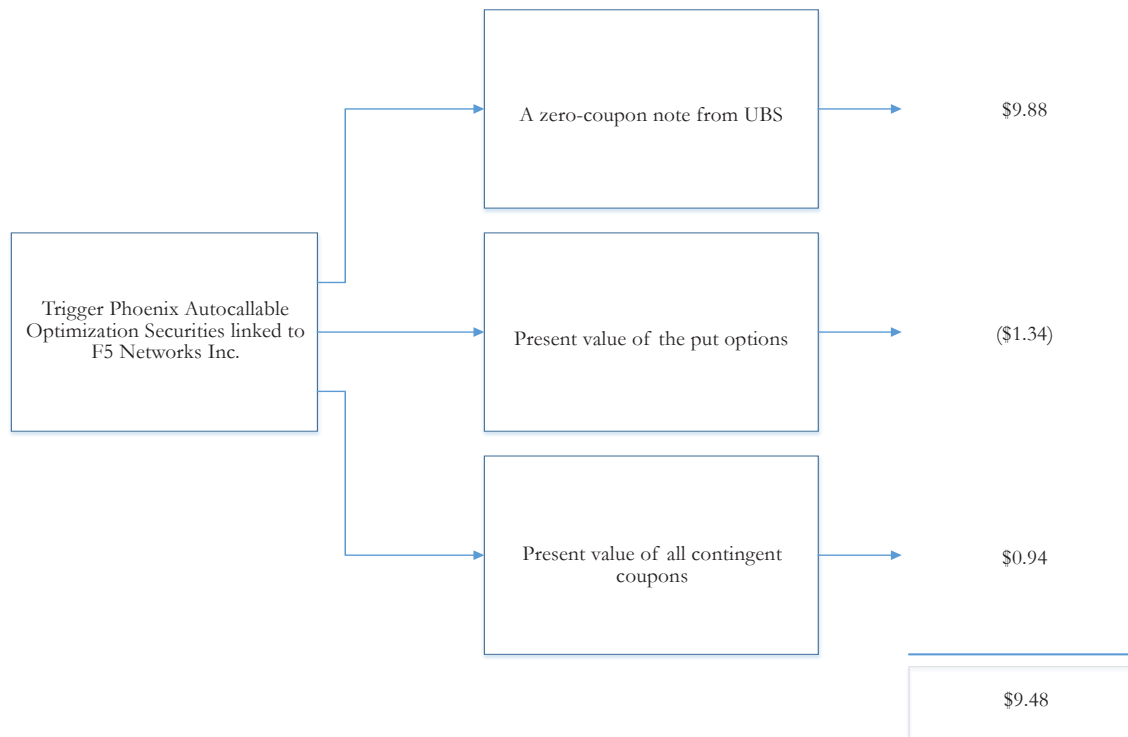 A zero-coupon note from UBS
$9.88
Trigger Phoenix Autocallable
Optimization Securities linked to
F5 Networks Inc.
Present value of the put options
($1.34)
Present value of all contingent
coupons
$0.94
$9.48